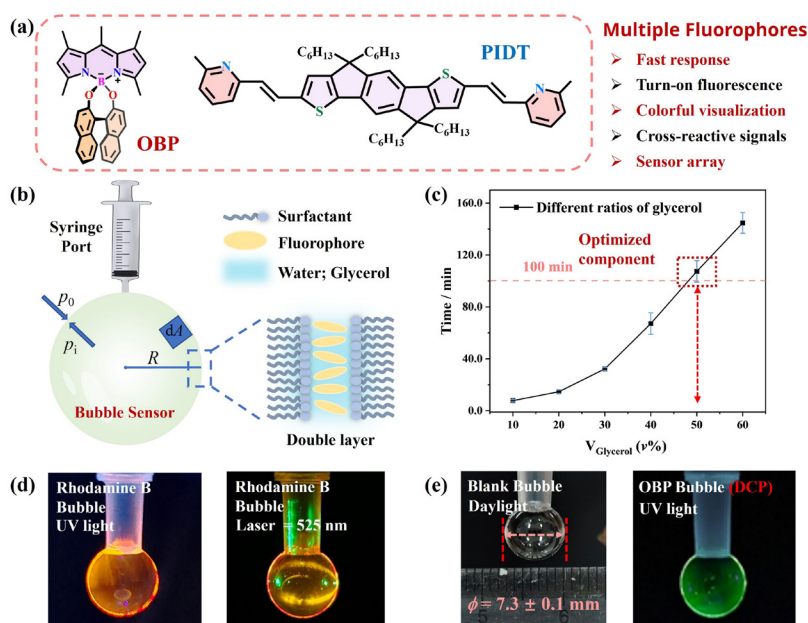 (a)
N
B
−
N
+
O
O
OBP
C6H13
C6H13
PIDT
N
S
S
N
C6H13
C6H13
Multiple Fluorophores
Fast response
Turn-on fluorescence
Colorful visualization
Cross-reactive signals
Sensor array
(b)
Syringe
Port
p0
pi
dA
R
Bubble Sensor
Surfactant
Fluorophore
Water; Glycerol
Double layer
(c)
Different ratios of glycerol
Optimized
component
100 min
Time / min
160.0
120.0
80.0
40.0
0.0
10 20 30 40 50 60
VGlycerol (v%)
(d)
Rhodamine B
Bubble
UV light
Rhodamine B
Bubble
Laser = 525 nm
(e)
Blank Bubble
Daylight
ϕ = 7.3 ± 0.1 mm
5 6
OBP Bubble (DCP)
UV light